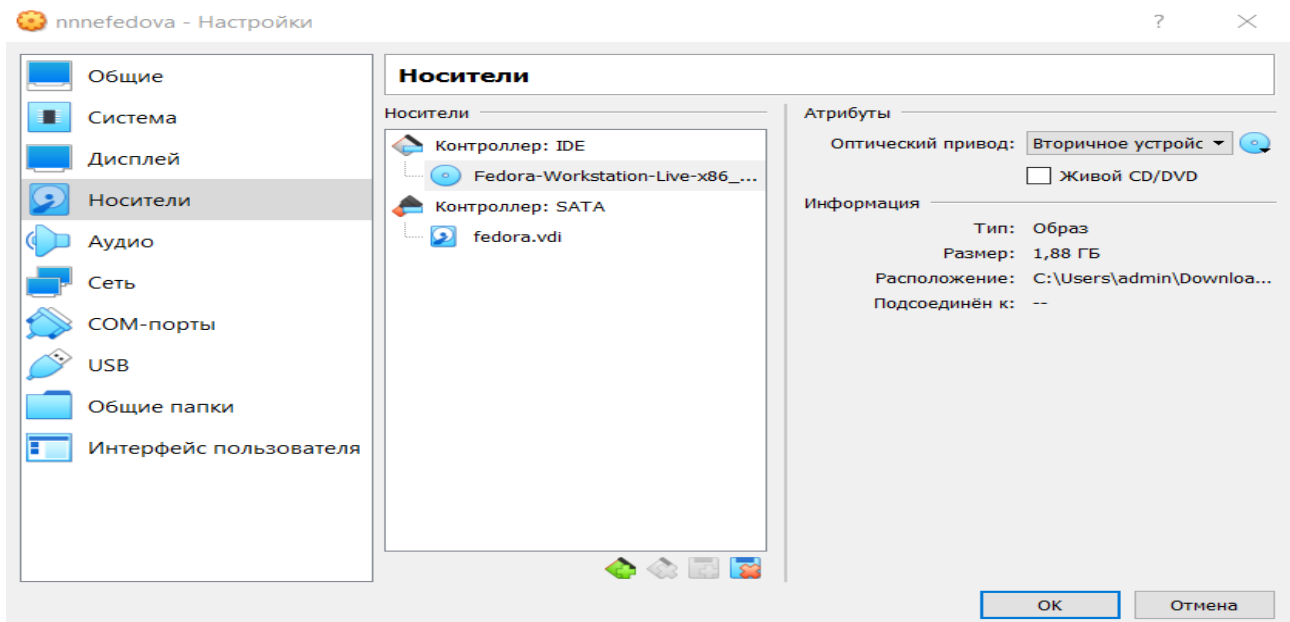 nnnefedova - Настройки
?
Общие
Система
Дисплей
Носители
Аудио
Сеть
COM-порты
USB
Общие папки
Интерфейс пользователя
Носители
Носители
Контроллер: IDE
Fedora-Workstation-Live-x86_...
Контроллер: SATA
fedora.vdi
Атрибуты
Оптический привод: Вторичное устройс
Живой CD/DVD
Информация
Тип: Образ
Размер: 1,88 ГБ
Расположение: C:\Users\admin\Downloa...
Подсоединён к: --
OK
Отмена